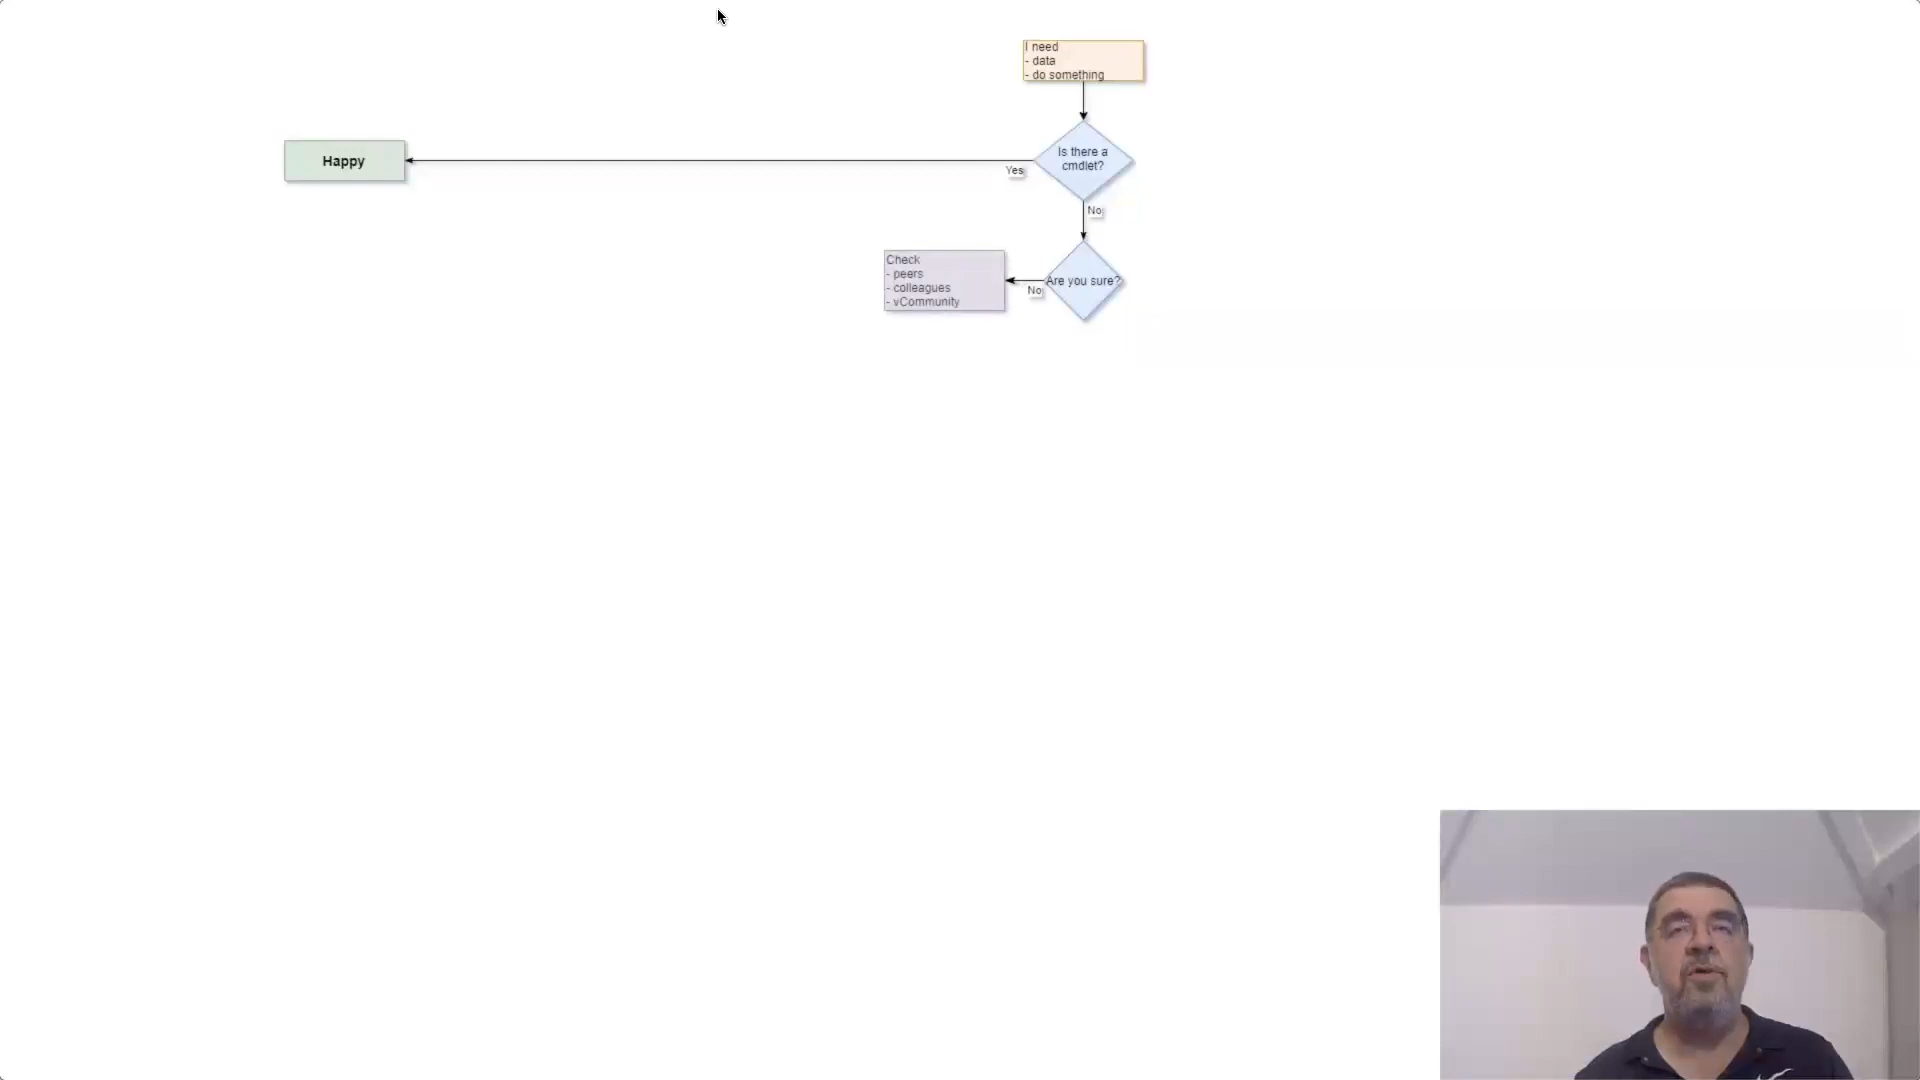 I need
- data
- do something
Is there a
cmdlet?
Happy
Yes
No
Are you sure?
Check
- peers
- colleagues
- vCommunity
No